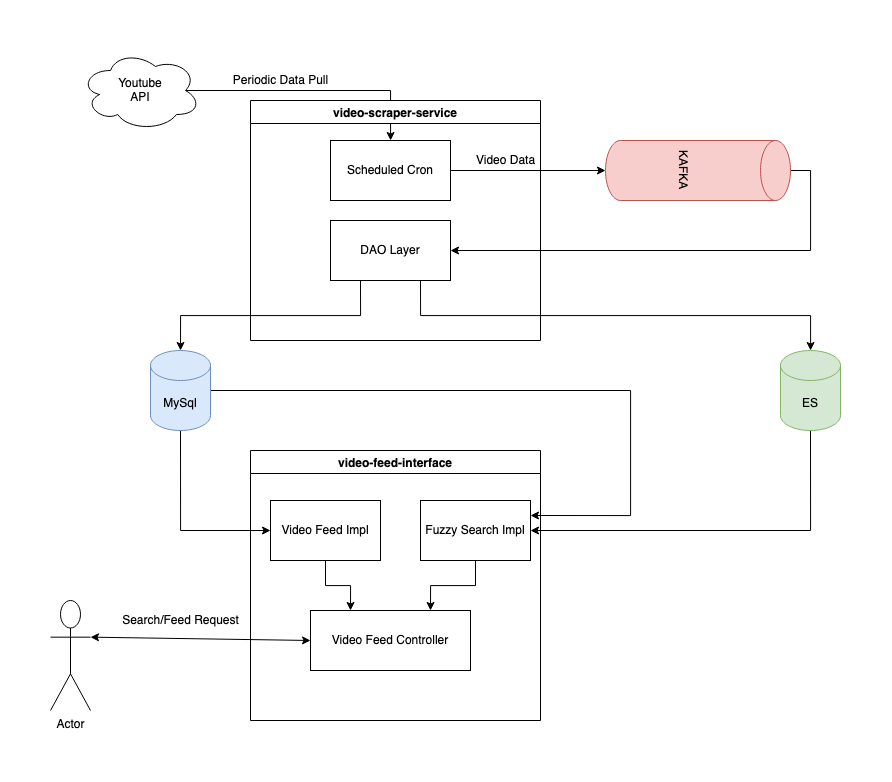 Periodic Data Pull
Youtube
API
video-scraper-service
Scheduled Cron
Video Data
KAFKA
DAO Layer
MySql
ES
video-feed-interface
Video Feed Impl
Fuzzy Search Impl
Search/Feed Request
Video Feed Controller
Actor